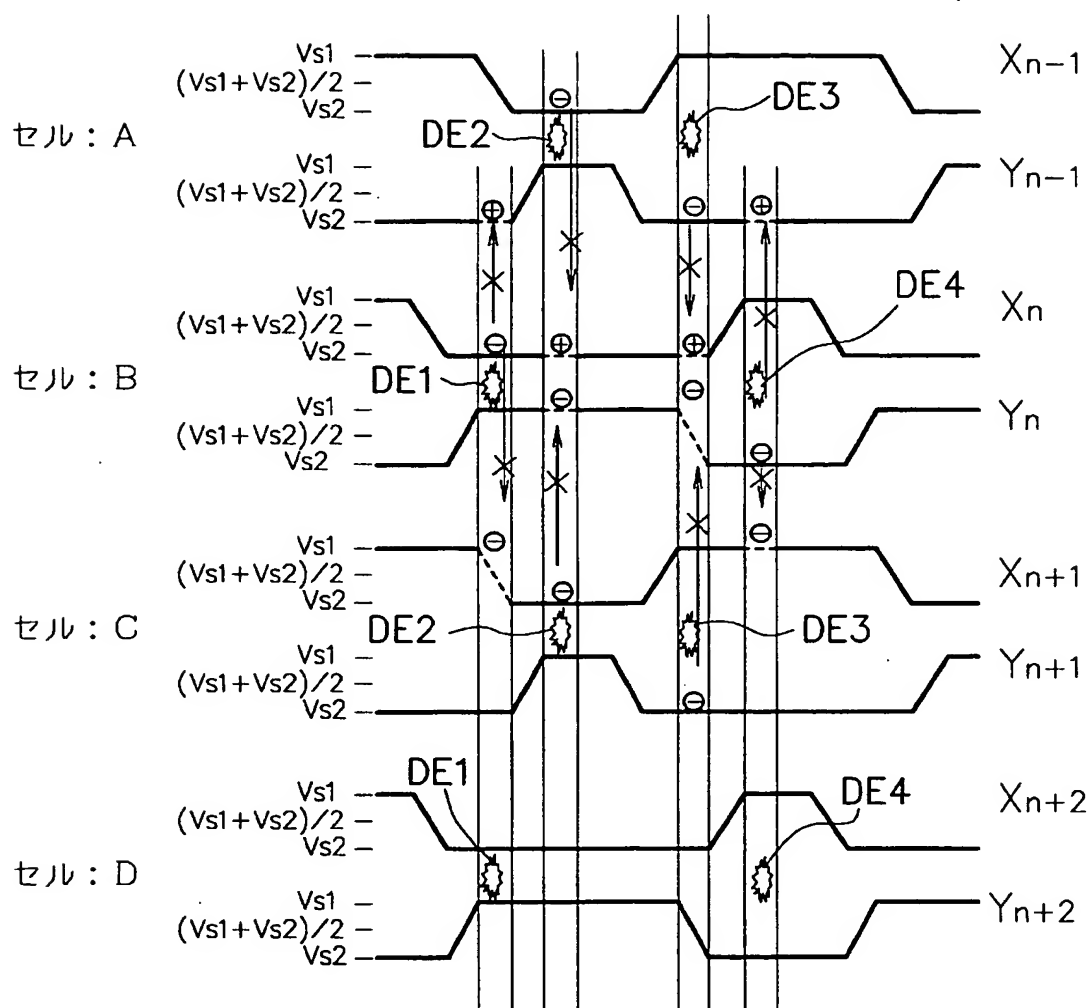 Vs1
(Vs1+Vs2)/2
Vs2
Xn-1
セル：A
DE2
DE3
Vs1
(Vs1+Vs2)/2
Vs2
Yn-1
Vs1
(Vs1+Vs2)/2
Vs2
DE4
Xn
セル：B
DE1
Vs1
(Vs1+Vs2)/2
Vs2
Yn
Vs1
(Vs1+Vs2)/2
Vs2
Xn+1
セル：C
DE2
DE3
Vs1
(Vs1+Vs2)/2
Yn+1
DE1
Vs1
(Vs1+Vs2)/2
Vs2
DE4
Xn+2
セル：D
Vs1
(Vs1+Vs2)/2
Vs2
Yn+2